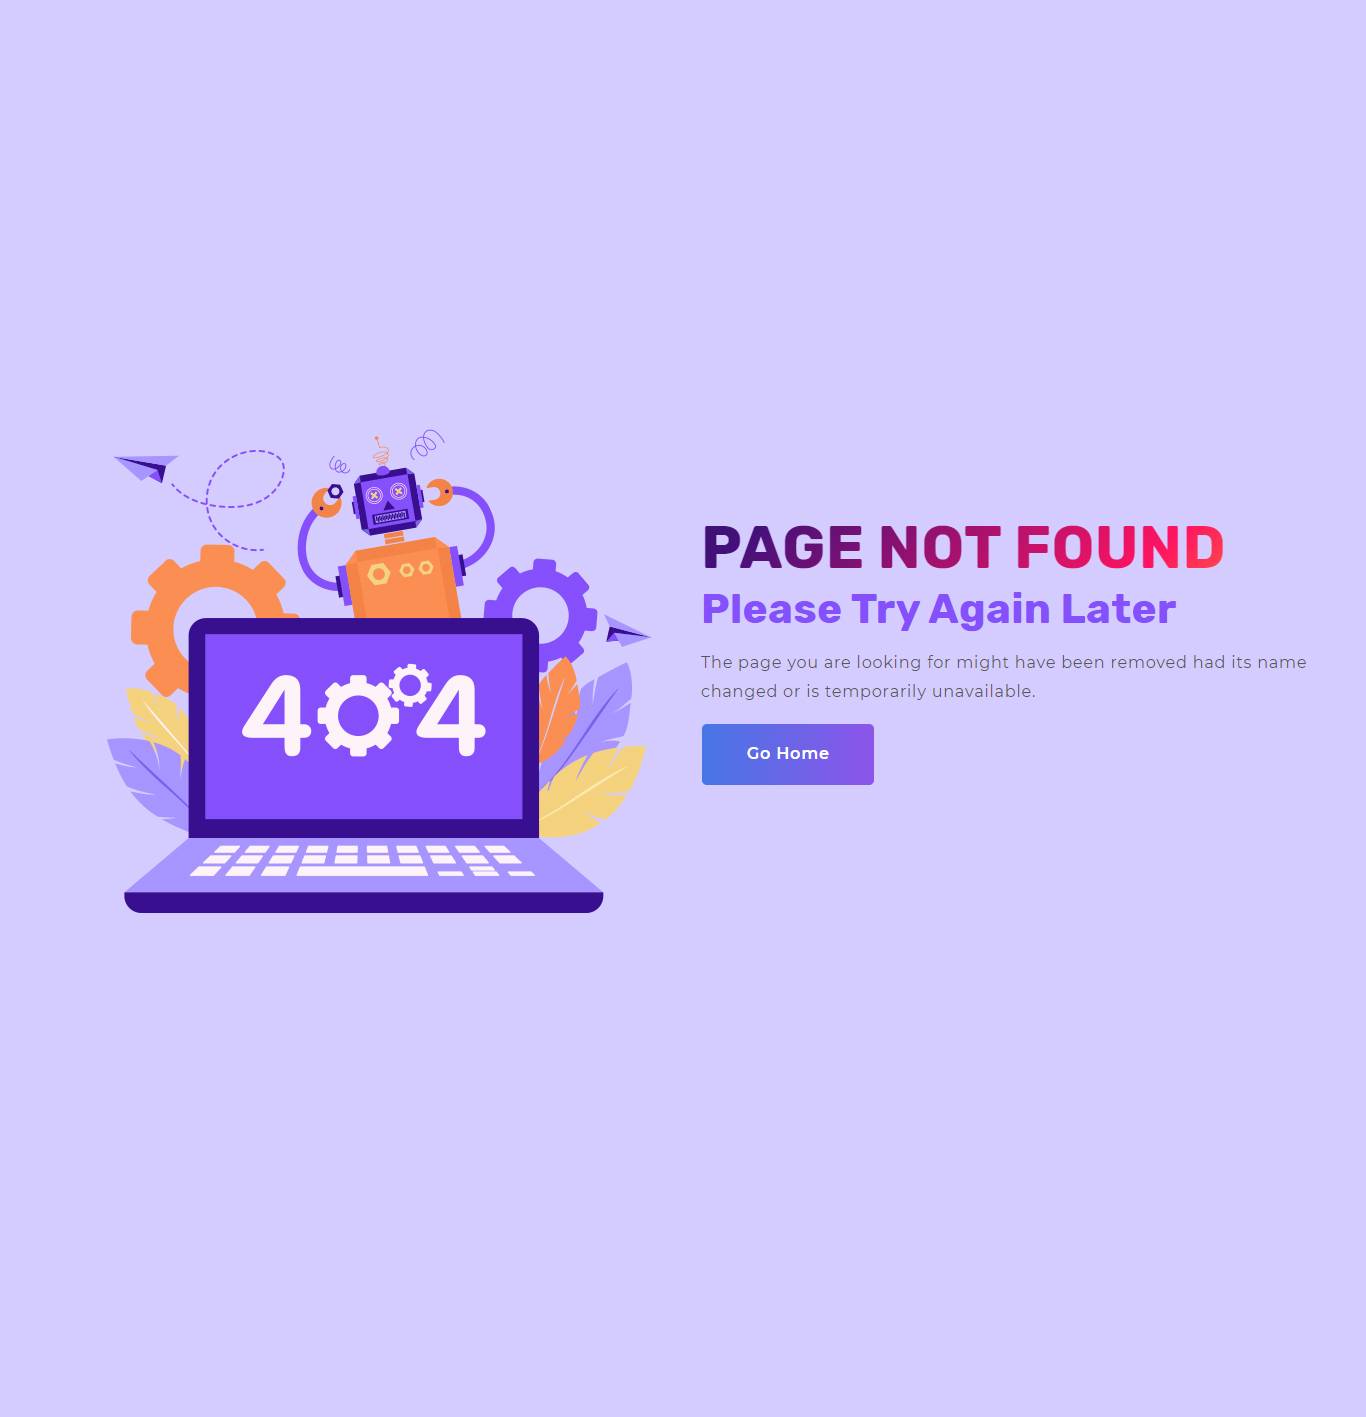 404
PAGE NOT FOUND
Please Try Again Later
The page you are looking for might have been removed had its name
changed or is temporarily unavailable.
Go Home